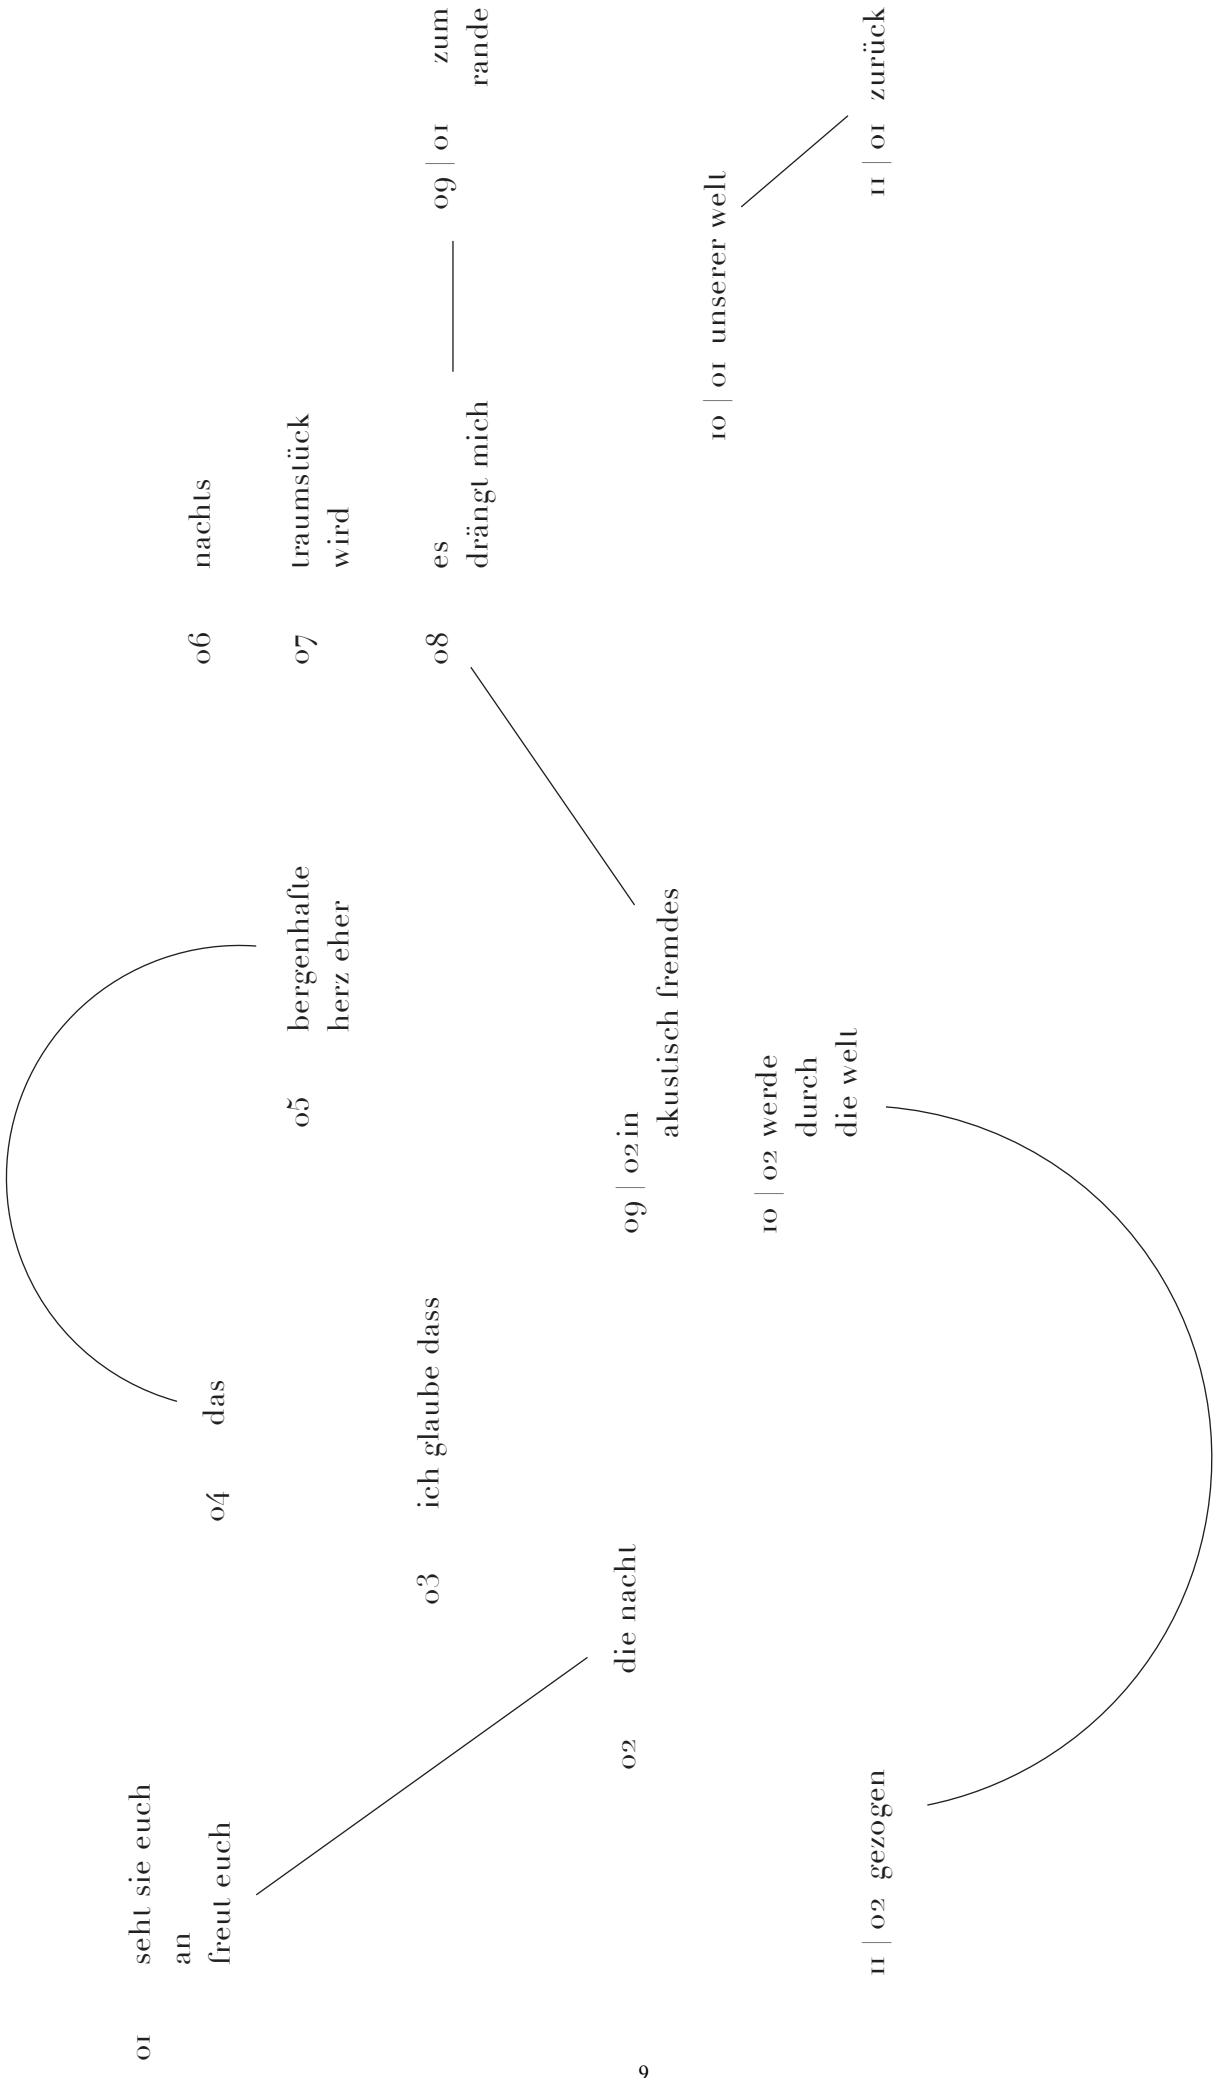 01 seht sie euch
an
freut euch
02 die nacht
03 ich glaube dass
04 das
05 bergenhafte
herz eher
06 nachts
07 traumstück
wird
08 es
drängt mich
09 | 01 zum
rande
10 | 01 unserer welt
11 | 01 zurück
09 | 02 in
akustisch fremdes
10 | 02 werde
durch
die welt
11 | 02 gezogen
9